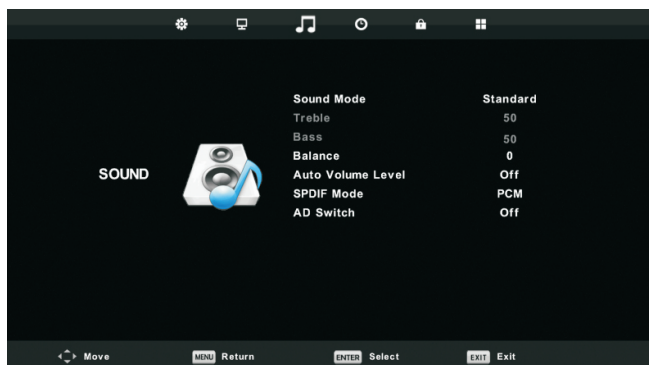 Sound Mode Standard
Treble 50
Bass 50
Balance 0
SOUND
Auto Volume Level Off
SPDIF Mode PCM
AD Switch Off
Move MENU Return ENTER Select EXIT Exit